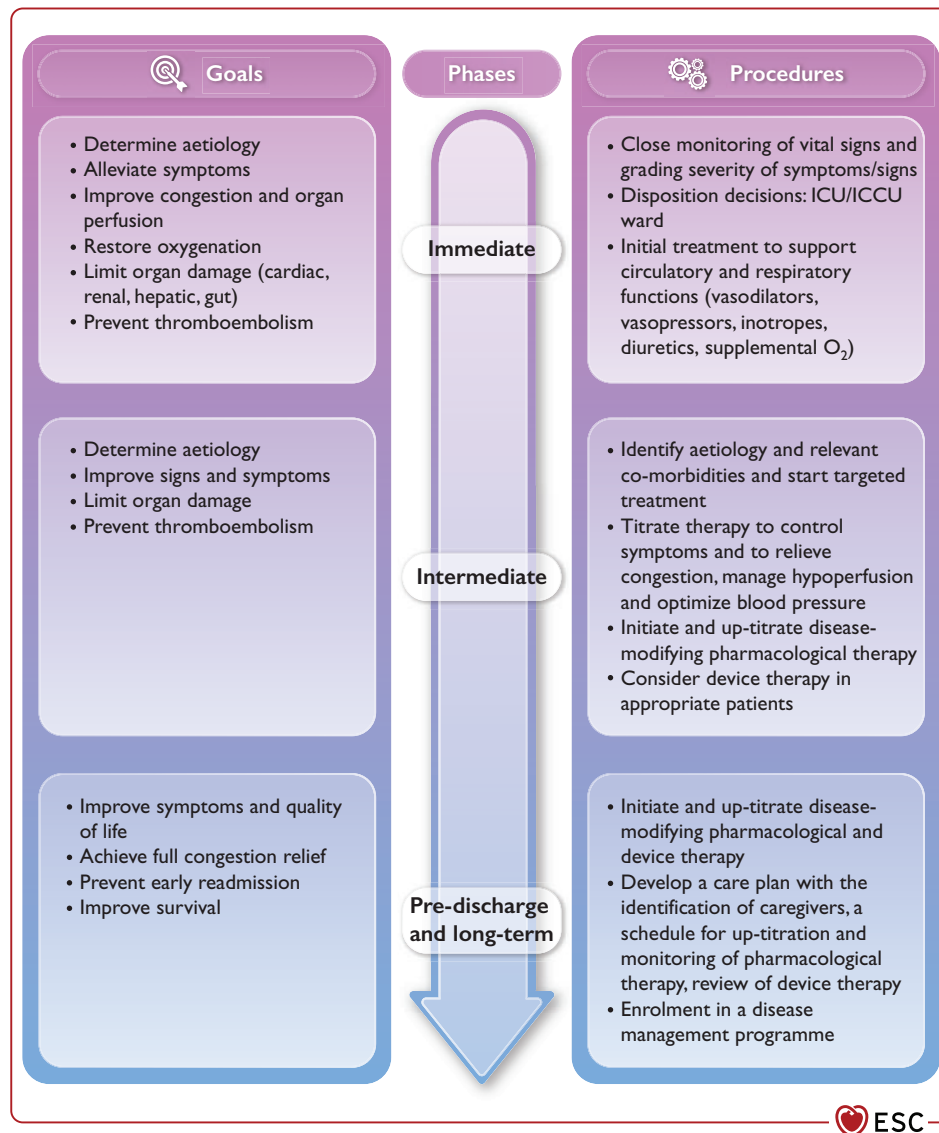 Goals
Phases
Procedures
• Determine aetiology
• Alleviate symptoms
• Improve congestion and organ
perfusion
• Restore oxygenation
• Limit organ damage (cardiac,
renal, hepatic, gut)
• Prevent thromboembolism
Immediate
• Close monitoring of vital signs and
grading severity of symptoms/signs
• Disposition decisions: ICU/ICCU
ward
• Initial treatment to support
circulatory and respiratory
functions (vasodilators,
vasopressors, inotropes,
diuretics, supplemental O₂)
• Determine aetiology
• Improve signs and symptoms
• Limit organ damage
• Prevent thromboembolism
Intermediate
• Identify aetiology and relevant
co-morbidities and start targeted
treatment
• Titrate therapy to control
symptoms and to relieve
congestion, manage hypoperfusion
and optimize blood pressure
• Initiate and up-titrate disease-
modifying pharmacological therapy
• Consider device therapy in
appropriate patients
• Improve symptoms and quality
of life
• Achieve full congestion relief
• Prevent early readmission
• Improve survival
Pre-discharge
and long-term
• Initiate and up-titrate disease-
modifying pharmacological and
device therapy
• Develop a care plan with the
identification of caregivers, a
schedule for up-titration and
monitoring of pharmacological
therapy, review of device therapy
• Enrolment in a disease
management programme
ESC